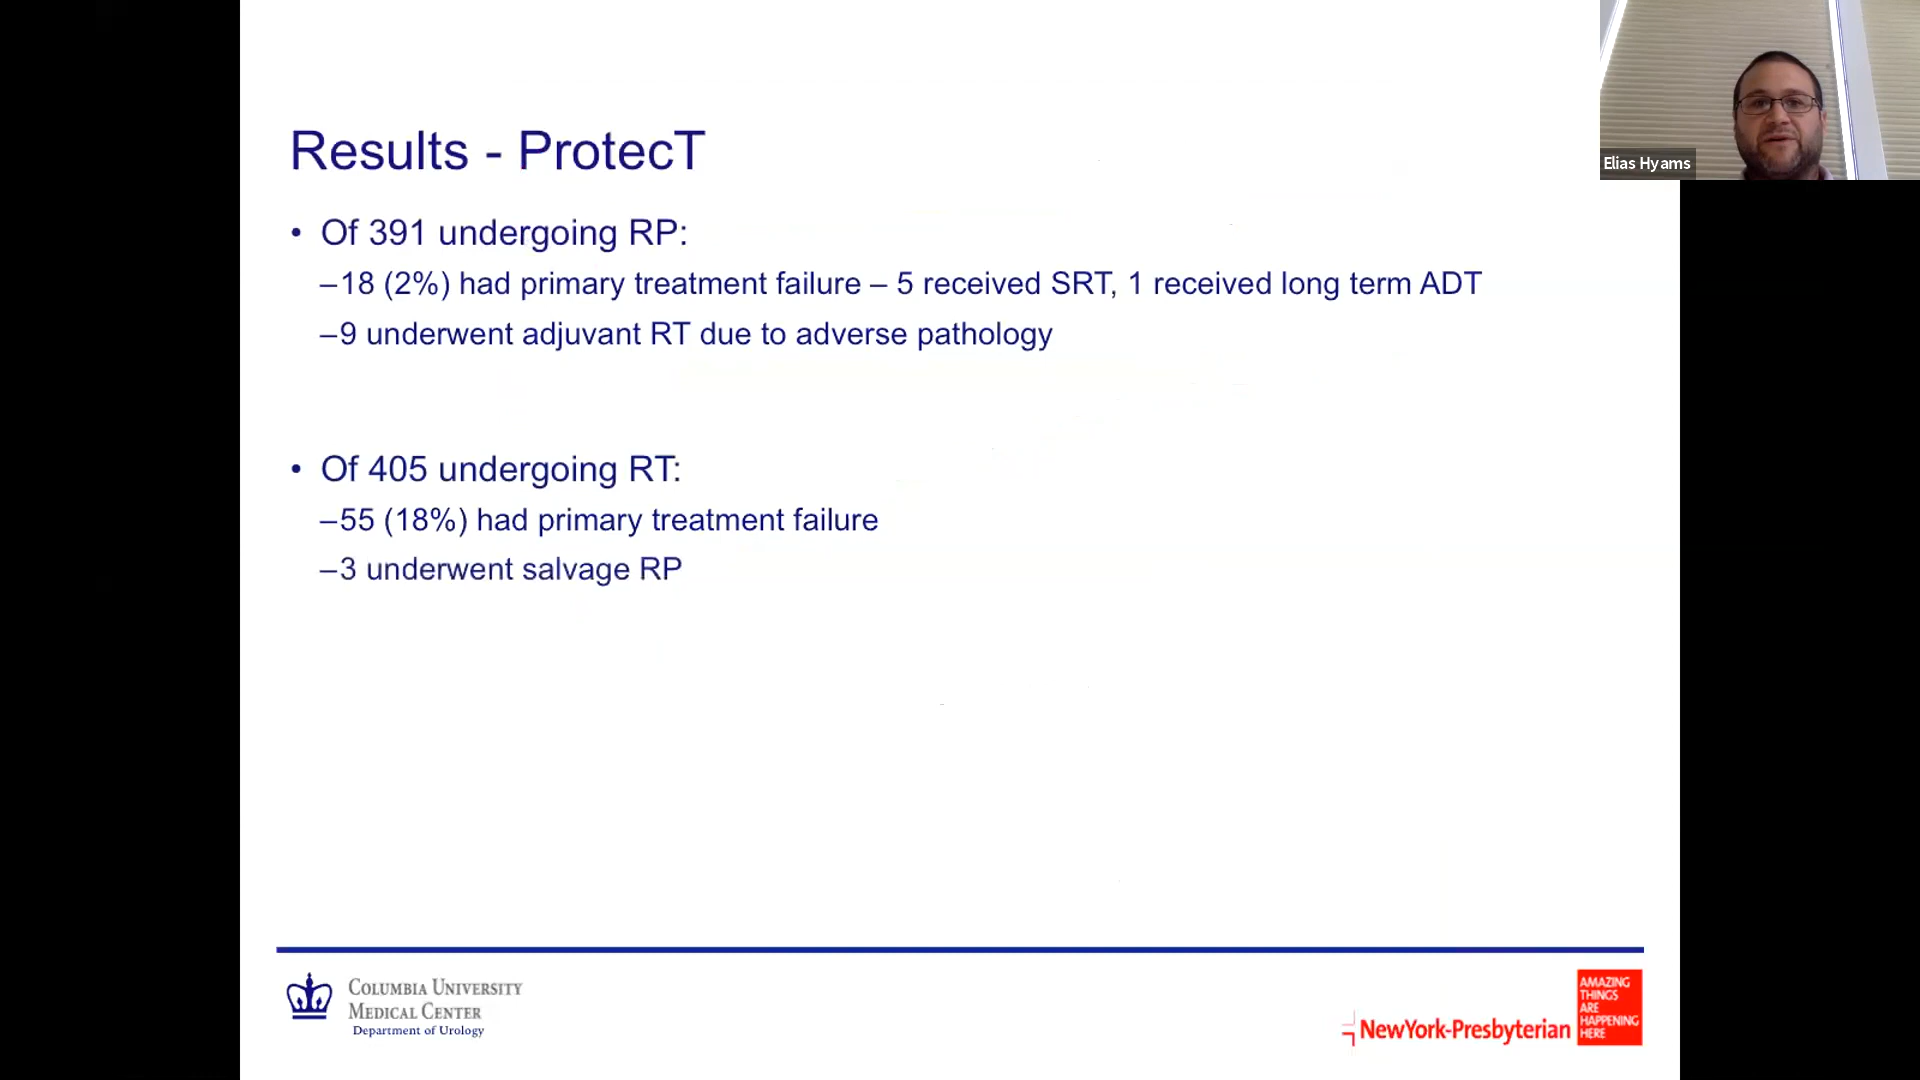 Results - ProtecT
• Of 391 undergoing RP:
–18 (2%) had primary treatment failure – 5 received SRT, 1 received long term ADT
–9 underwent adjuvant RT due to adverse pathology
• Of 405 undergoing RT:
–55 (18%) had primary treatment failure
–3 underwent salvage RP
Elias Hyams
COLUMBIA UNIVERSITY
MEDICAL CENTER
Department of Urology
NewYork-Presbyterian
AMAZING
THINGS
ARE
HAPPENING
HERE